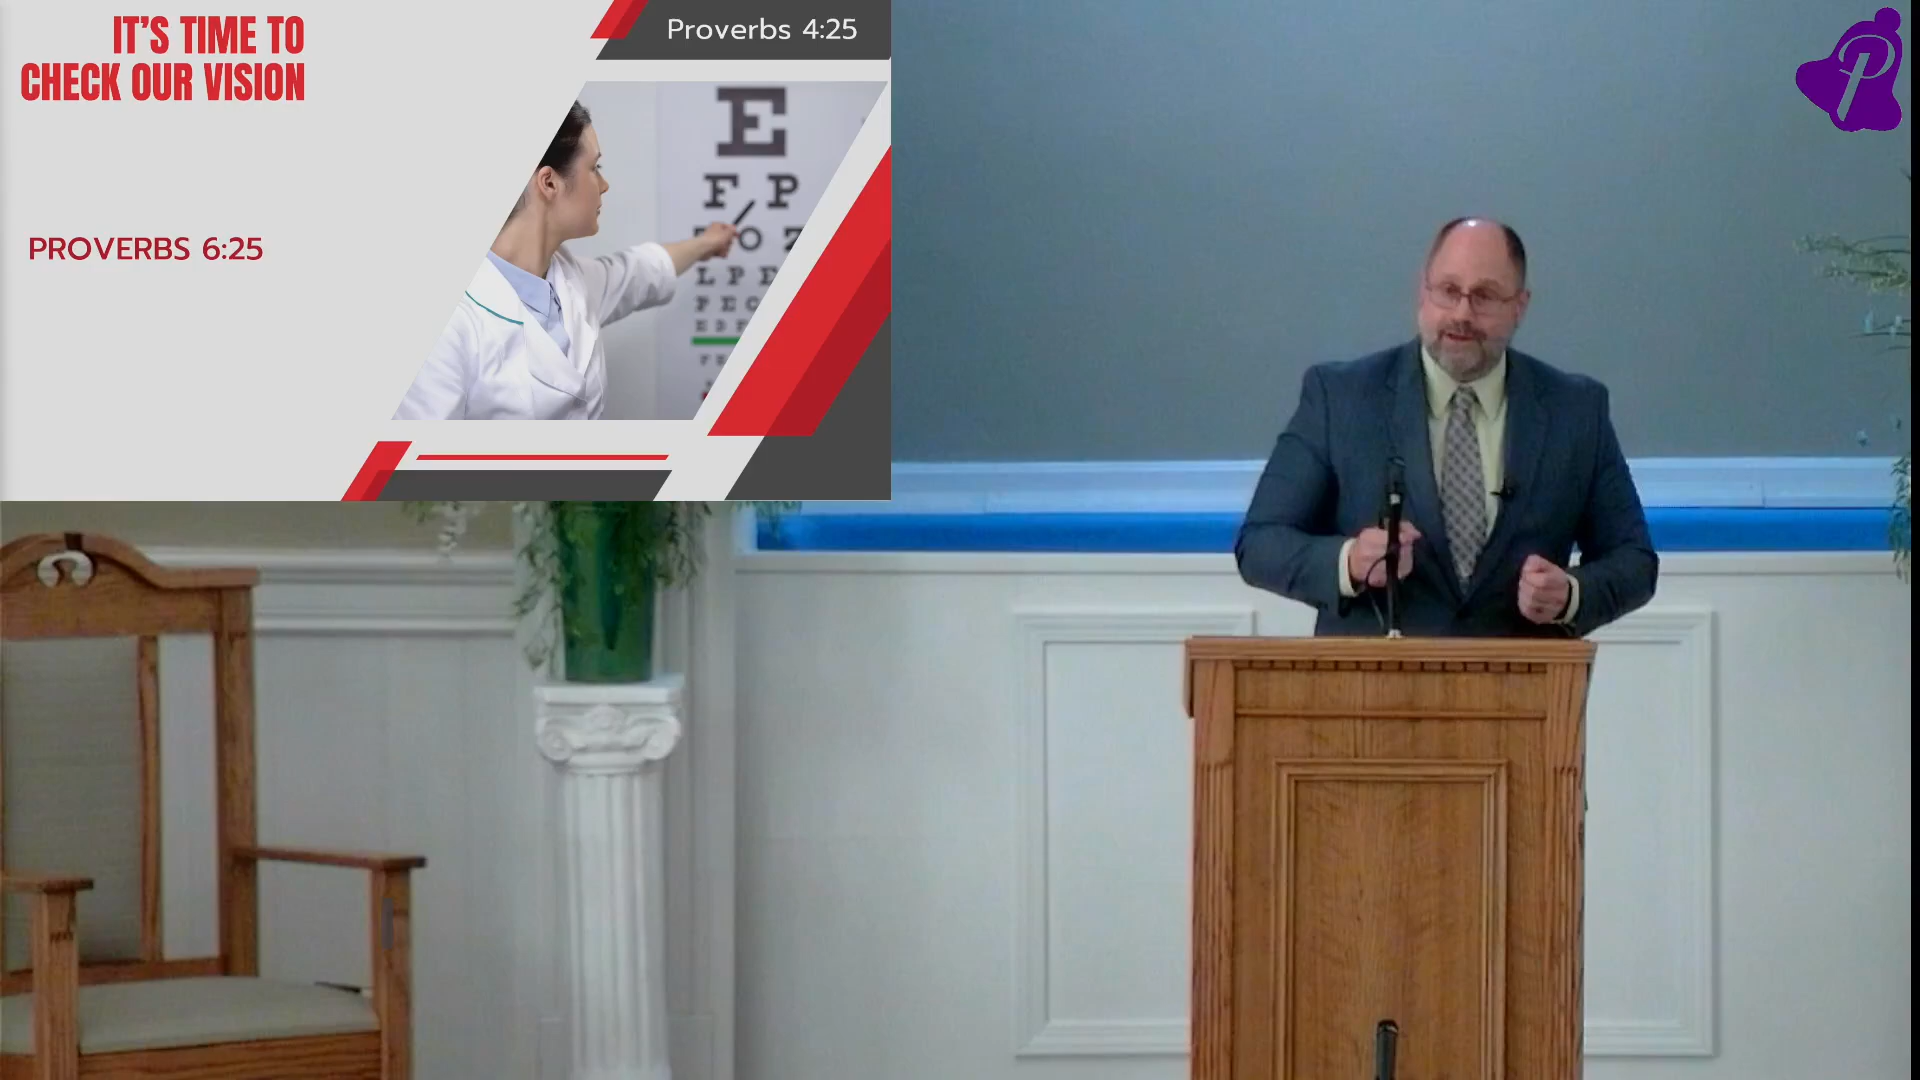 IT'S TIME TO
CHECK OUR VISION
Proverbs 4:25
PROVERBS 6:25
E
F P
O Z
L P E
P E C
E D F
P